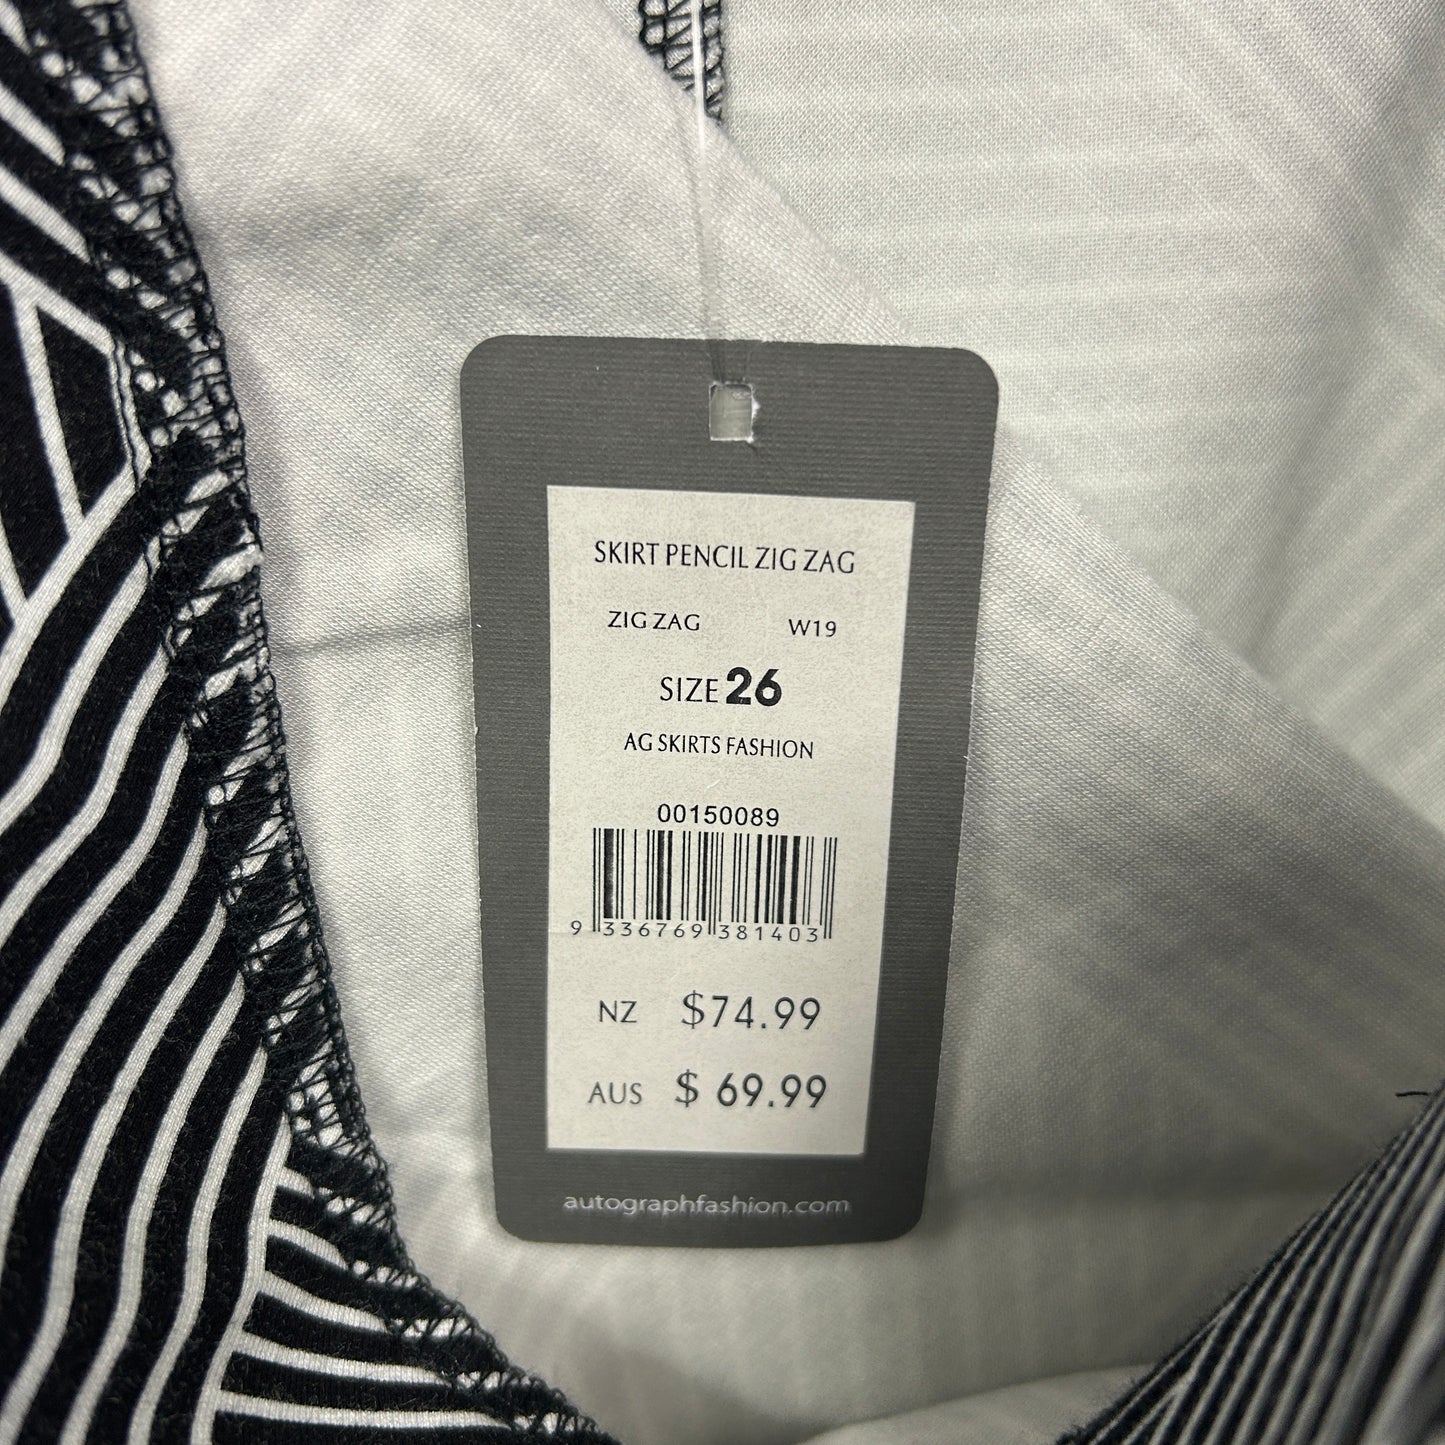 SKIRT PENCIL ZIG ZAG
ZIG ZAG W19
SIZE 26
AG SKIRTS FASHION
00150089
9 336769 381403
NZ $74.99
AUS $ 69.99
autographfashion.com